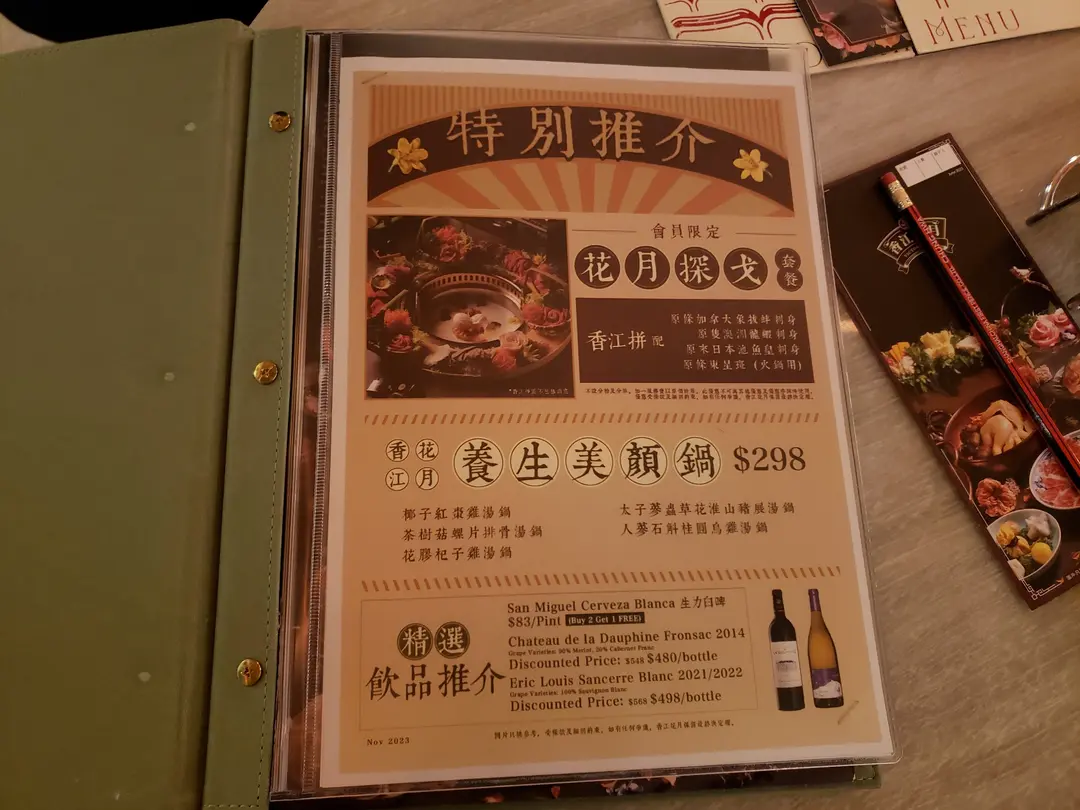 MENU
特別推介
會員限定
花月探戈 套餐
香江拼配
原條加拿大象拔蚌刺身
原隻澳洲龍蝦刺身
原來日本池魚皇刺身
原條東星斑 (火鍋用)
香江花月 養生美顏鍋 $298
椰子紅棗雞湯鍋
茶樹菇螺片排骨湯鍋
花膠杞子雞湯鍋
太子蔘蟲草花淮山豬展湯鍋
人蔘石斛桂圓烏雞湯鍋
精選
飲品推介
San Miguel Cerveza Blanca 生力白啤
$83/Pint (Buy 2 Get 1 FREE)
Chateau de la Dauphine Fronsac 2014
Discounted Price: $548 $480/bottle
Eric Louis Sancerre Blanc 2021/2022
Grape Varieties: 100% Sauvignon Blanc
Discounted Price: $568 $498/bottle
Nov 2023
香江